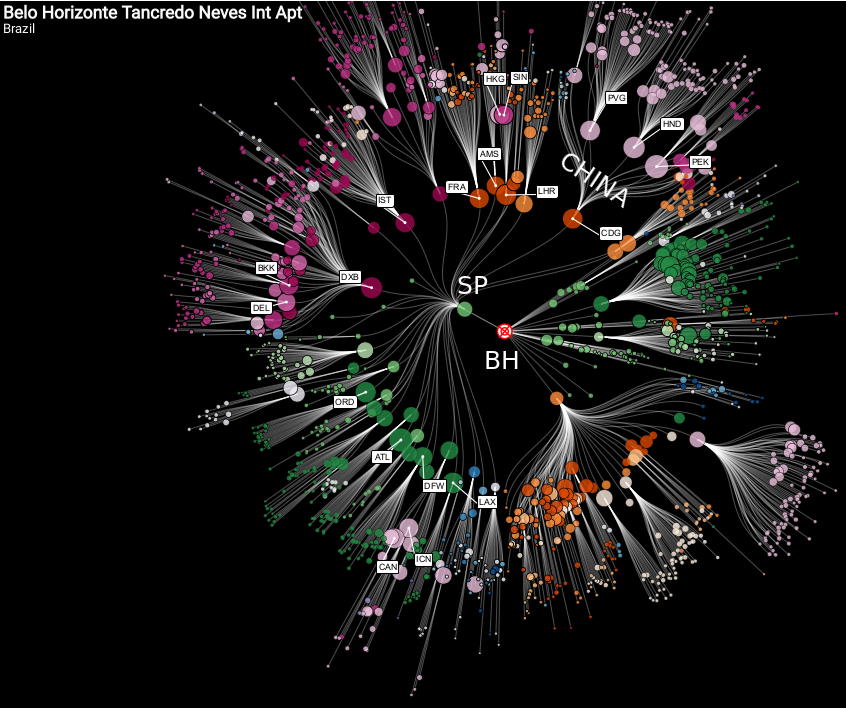 Belo Horizonte Tancredo Neves Int Apt
Brazil
HKG
SIN
PVG
HND
AMS
PEK
CHINA
FRA
LHR
IST
CDG
BKK
DXB
SP
DEL
BH
ORD
ATL
DFW
LAX
ICN
CAN